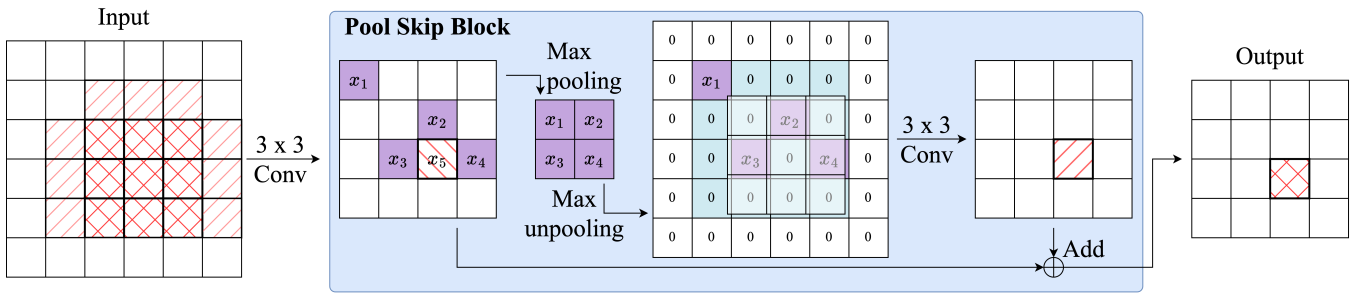 Input
3 x 3
Conv
Pool Skip Block
x₁
x₂
x₃ x₅ x₄
Max
pooling
x₁ x₂
x₃ x₄
Max
unpooling
0 0 0 0 0 0
0 x₁ 0 0 0 0
0 0 0 x₂ 0 0
0 0 x₃ 0 x₄ 0
0 0 0 0 0 0
0 0 0 0 0 0
3 x 3
Conv
Add
Output